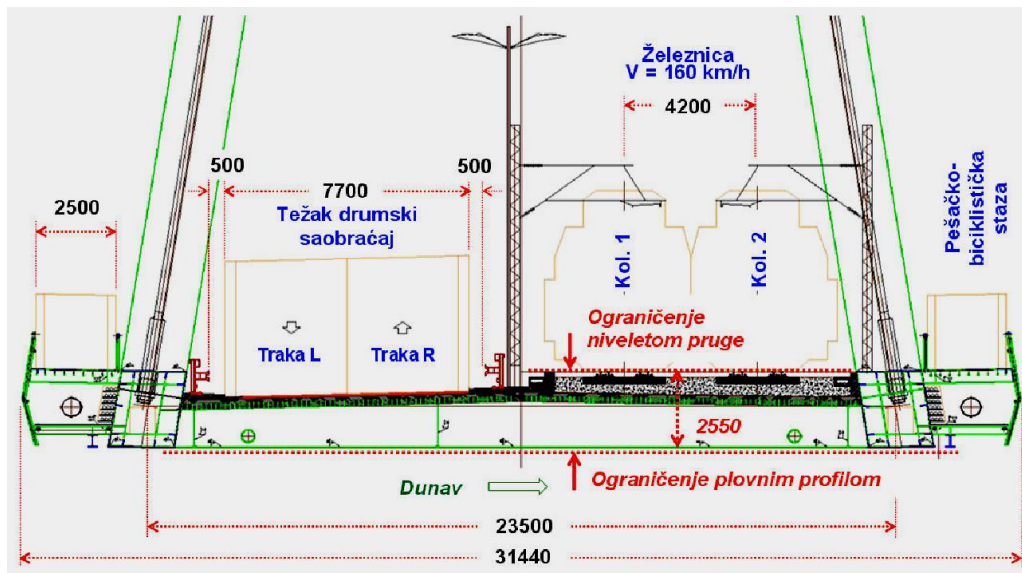 Železnica
V = 160 km/h
4200
500
500
7700
Težak drumski
saobraćaj
2500
Pešačko-
biciklistička
staza
Kol. 1
Kol. 2
Ograničenje
niveletom pruge
Traka L
Traka R
2550
Dunav
Ograničenje plovnim profilom
23500
31440